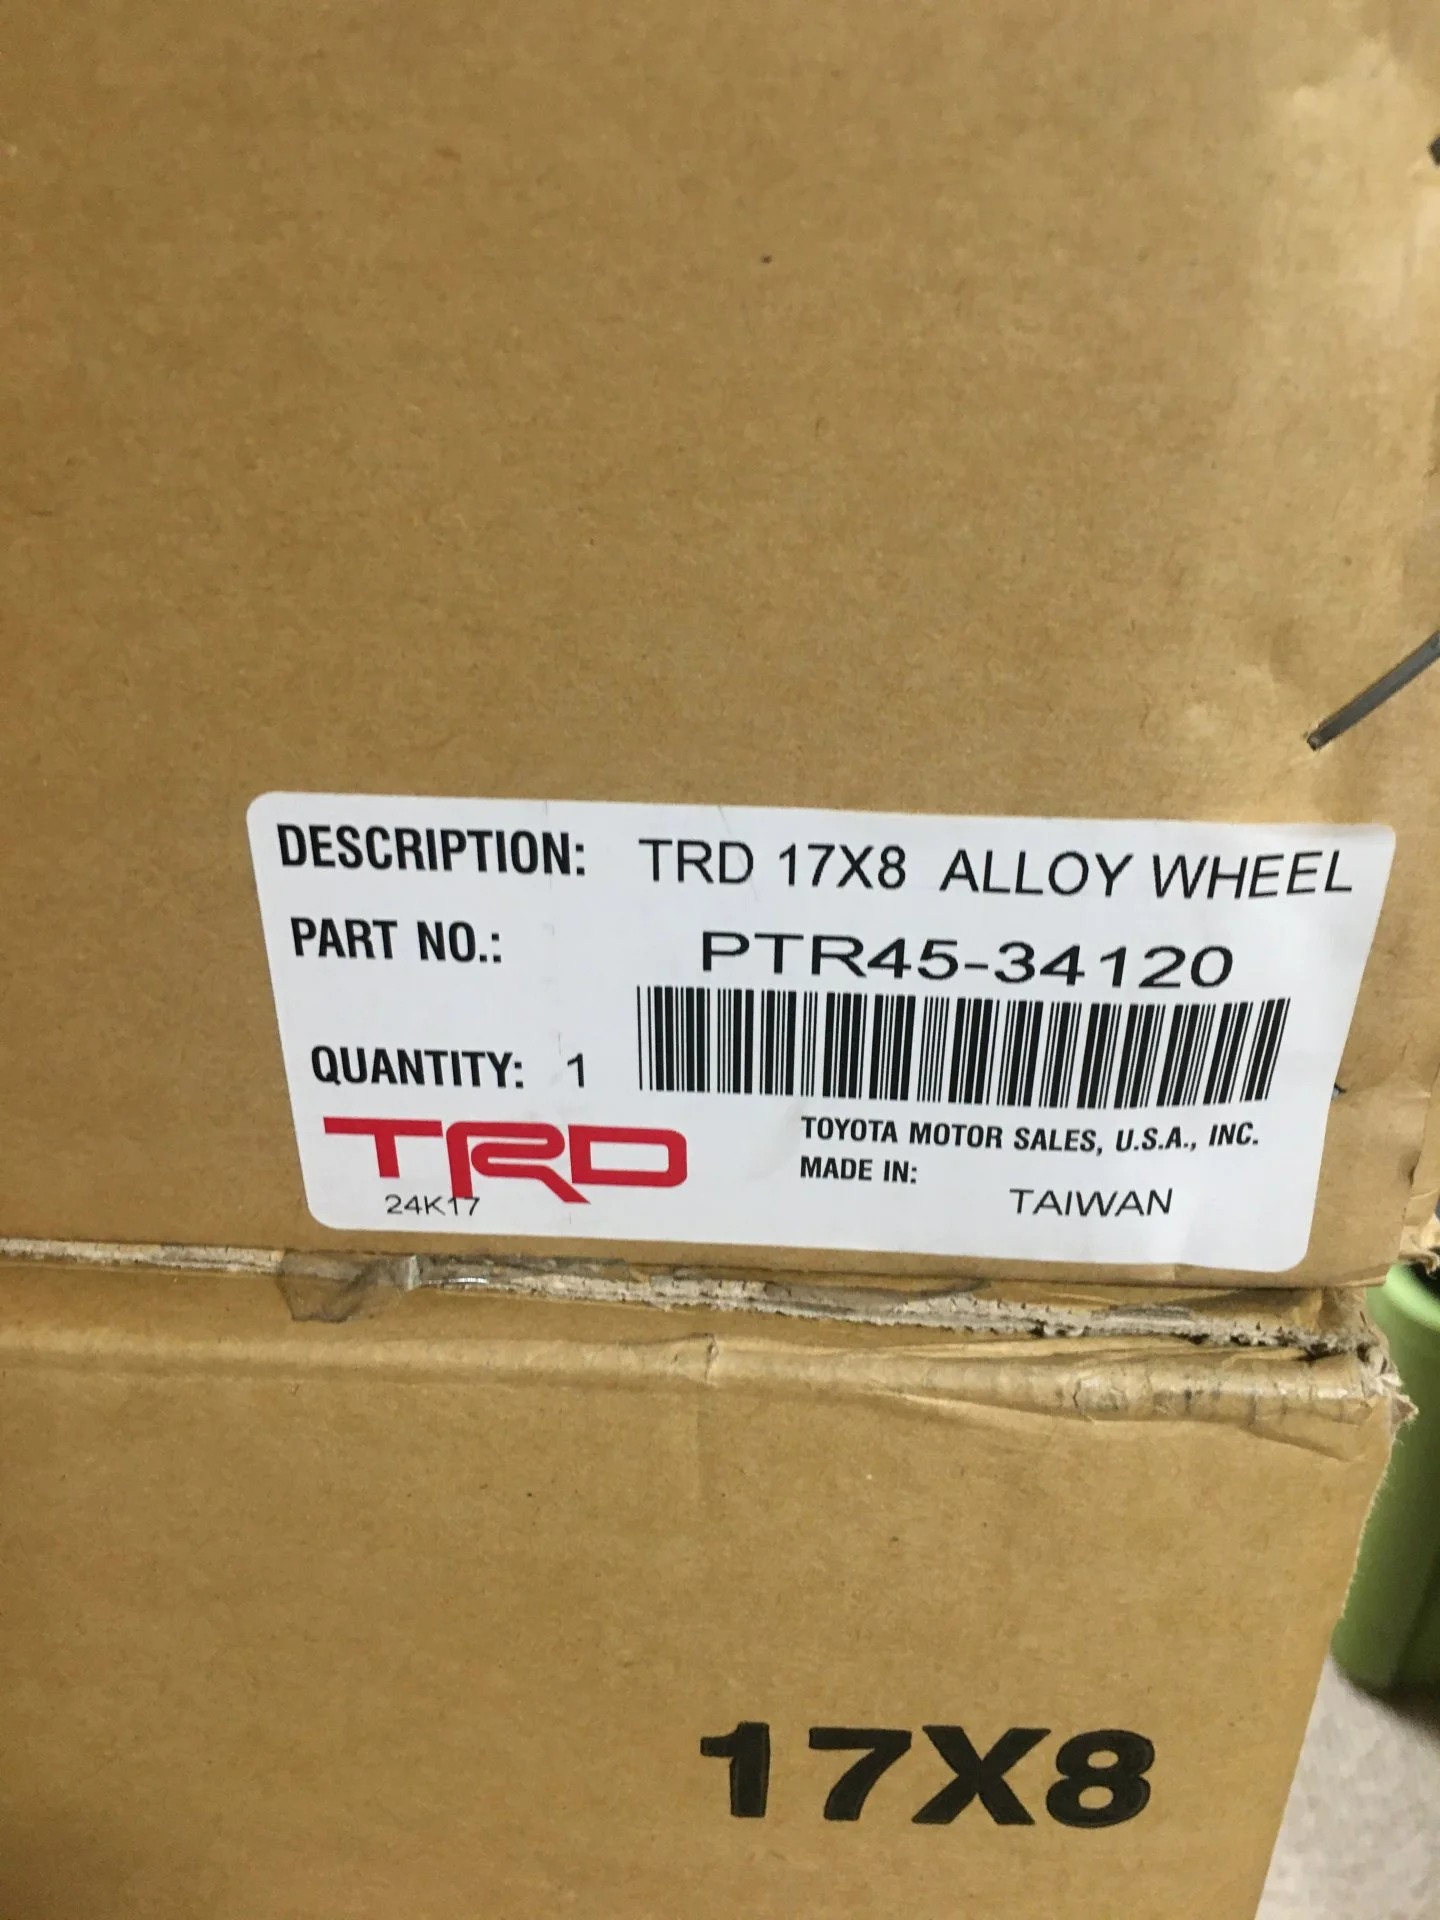 DESCRIPTION: TRD 17X8 ALLOY WHEEL
PART NO.: PTR45-34120
QUANTITY: 1
TRD
24K17
TOYOTA MOTOR SALES, U.S.A., INC.
MADE IN:
TAIWAN
17X8